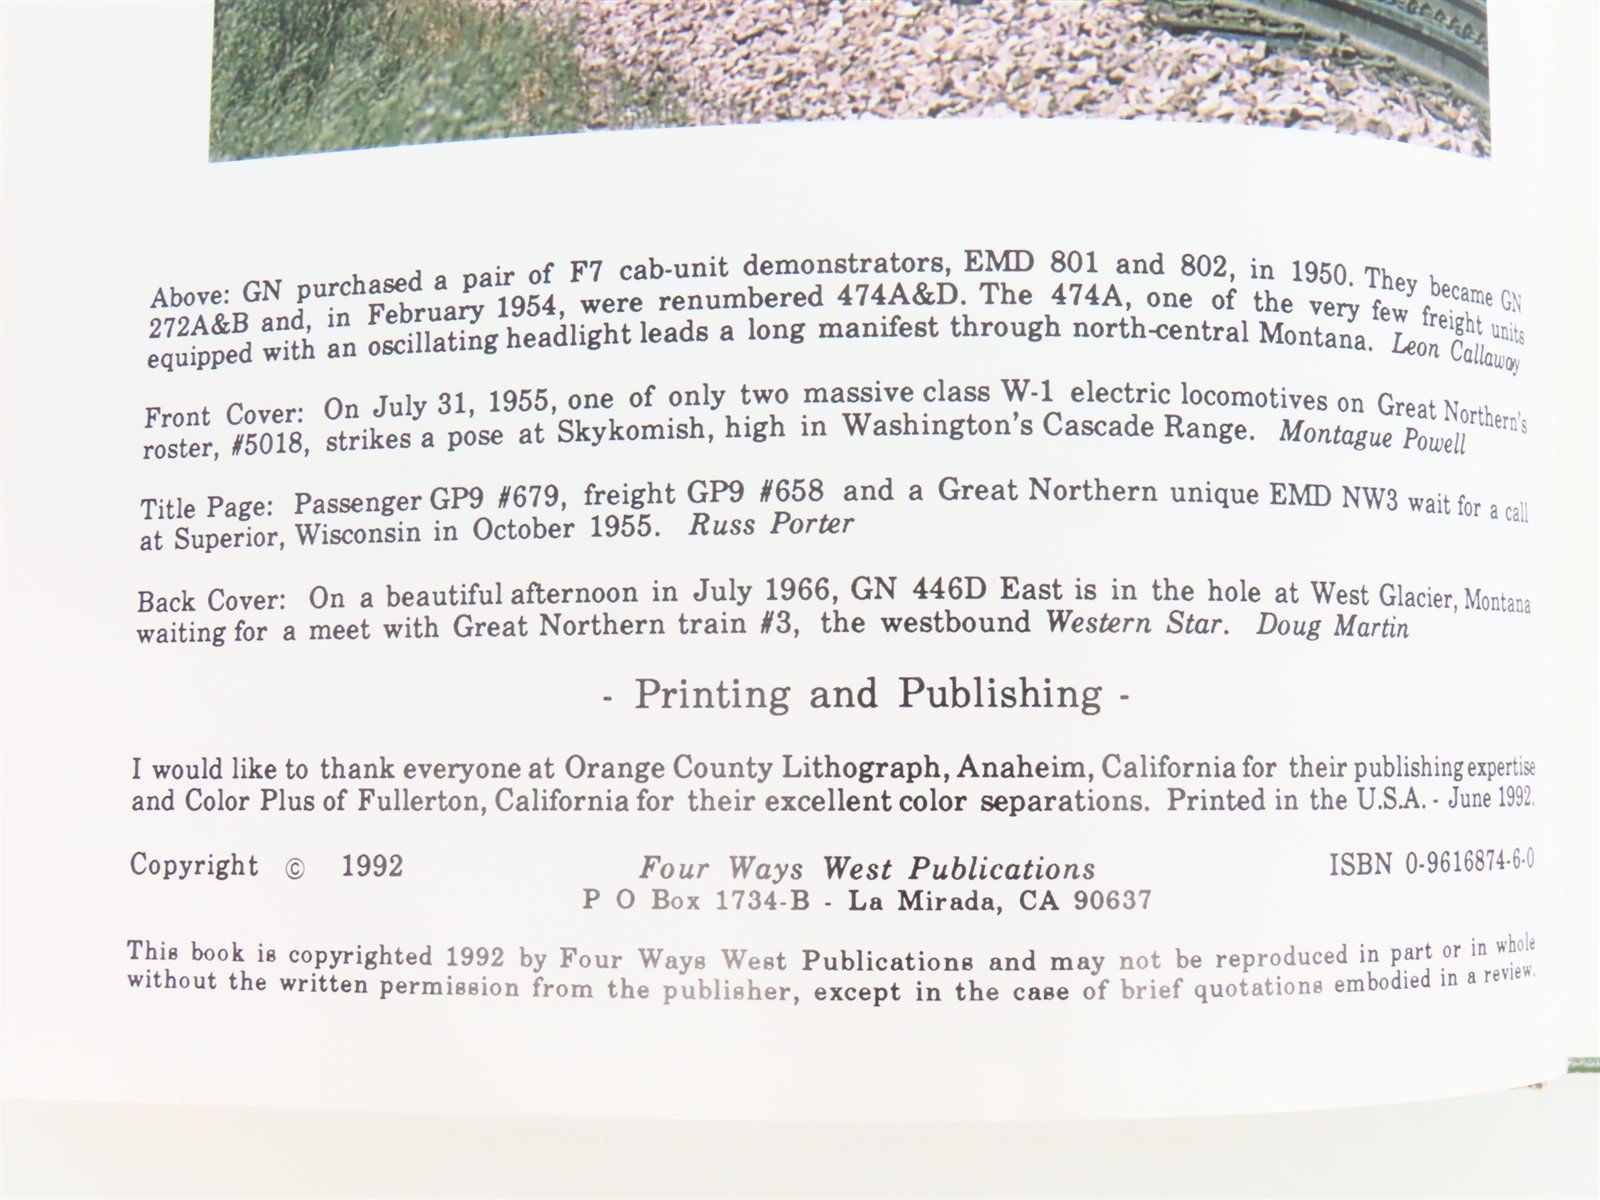 Above: GN purchased a pair of F7 cab-unit demonstrators, EMD 801 and 802, in 1950. They became GN
272A&B and, in February 1954, were renumbered 474A&D. The 474A, one of the very few freight units
equipped with an oscillating headlight leads a long manifest through north-central Montana. Leon Callaway
Front Cover: On July 31, 1955, one of only two massive class W-1 electric locomotives on Great Northern's
roster, #5018, strikes a pose at Skykomish, high in Washington's Cascade Range. Montague Powell
Title Page: Passenger GP9 #679, freight GP9 #658 and a Great Northern unique EMD NW3 wait for a call
at Superior, Wisconsin in October 1955. Russ Porter
Back Cover: On a beautiful afternoon in July 1966, GN 446D East is in the hole at West Glacier, Montana
waiting for a meet with Great Northern train #3, the westbound Western Star. Doug Martin
- Printing and Publishing -
I would like to thank everyone at Orange County Lithograph, Anaheim, California for their publishing expertise
and Color Plus of Fullerton, California for their excellent color separations. Printed in the U.S.A. - June 1992.
Copyright © 1992 Four Ways West Publications ISBN 0-9616874-6-0
P O Box 1734-B - La Mirada, CA 90637
This book is copyrighted 1992 by Four Ways West Publications and may not be reproduced in part or in whole
without the written permission from the publisher, except in the case of brief quotations embodied in a review.